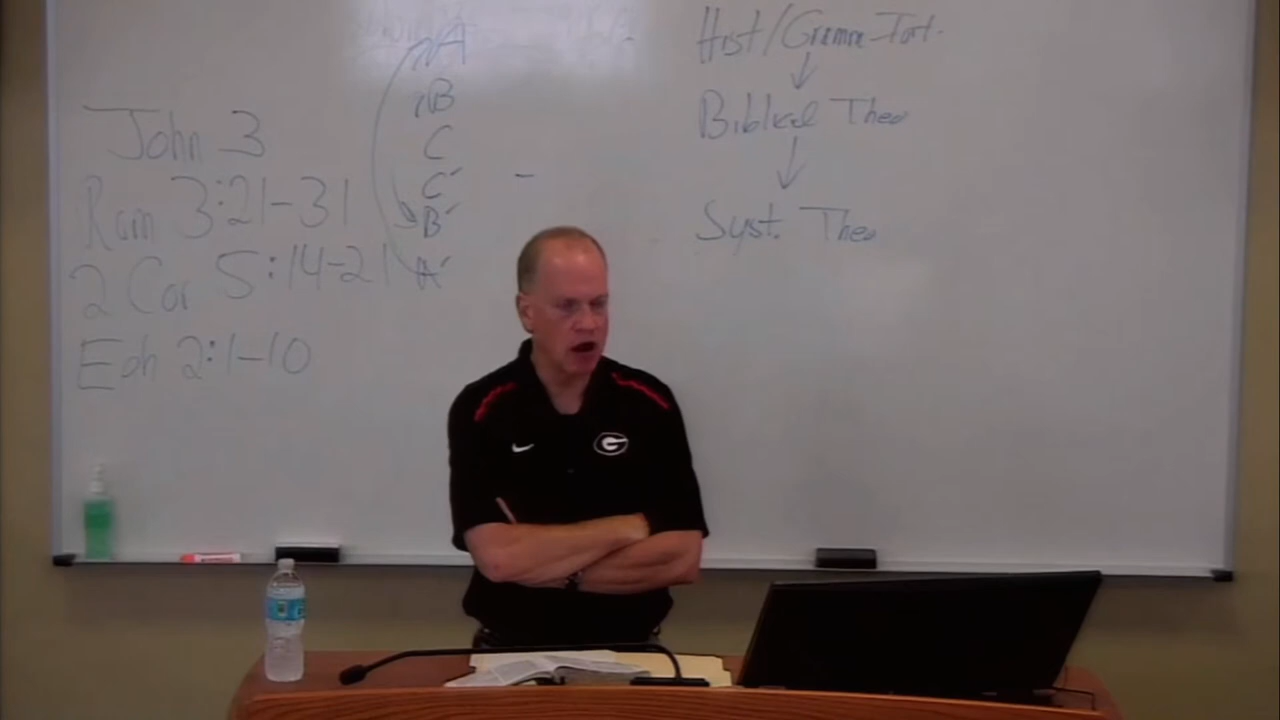 John 3
Rom 3:21-31
2 Cor 5:14-21
Eph 2:1-10
A
B
C
C'
B'
A'
Hist/Gramm-Int.
Biblical Theo
Syst. Theo
G